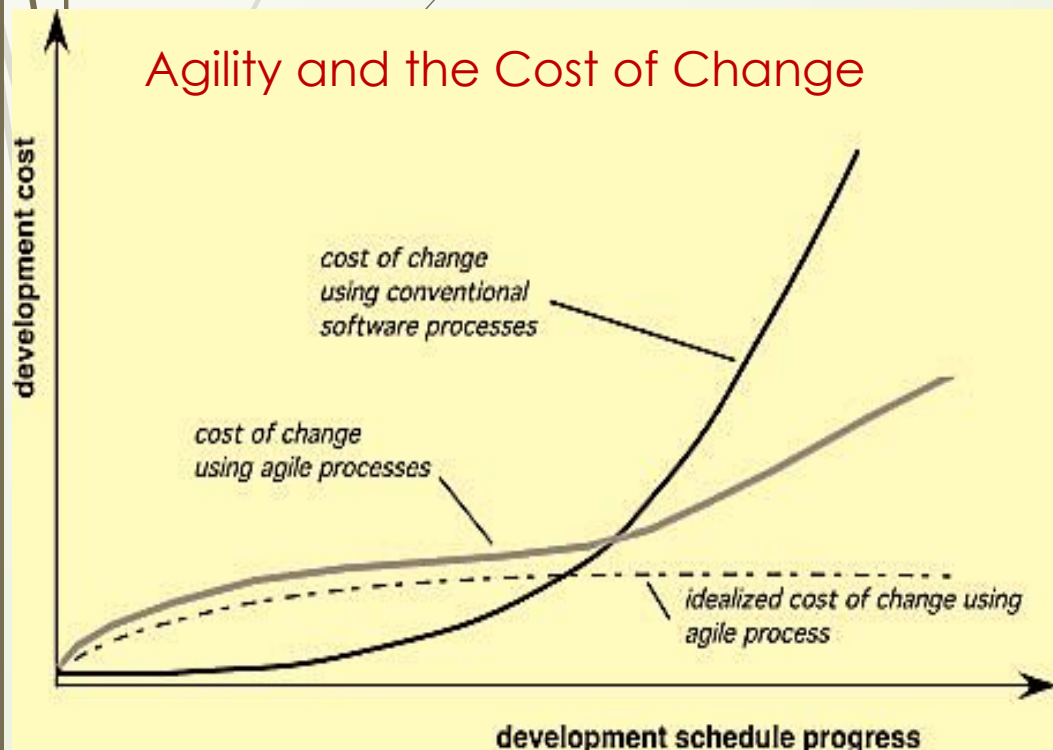 Agility and the Cost of Change
development cost
cost of change
using conventional
software processes
cost of change
using agile processes
idealized cost of change using
agile process
development schedule progress